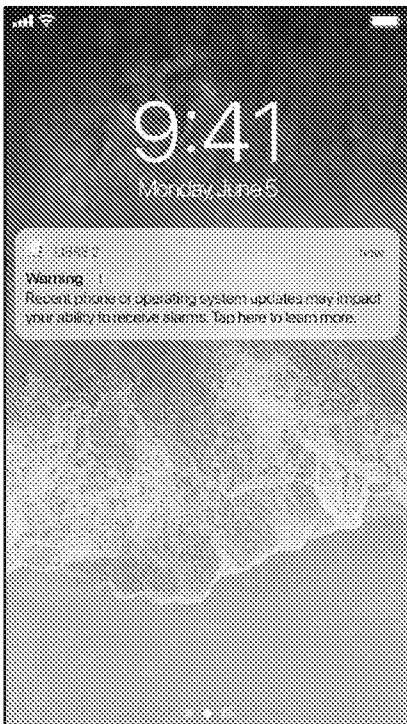 9:41
Monday, June 5
now
Warning
Recent phone or operating system updates may impact
your ability to receive alarms. Tap here to learn more.